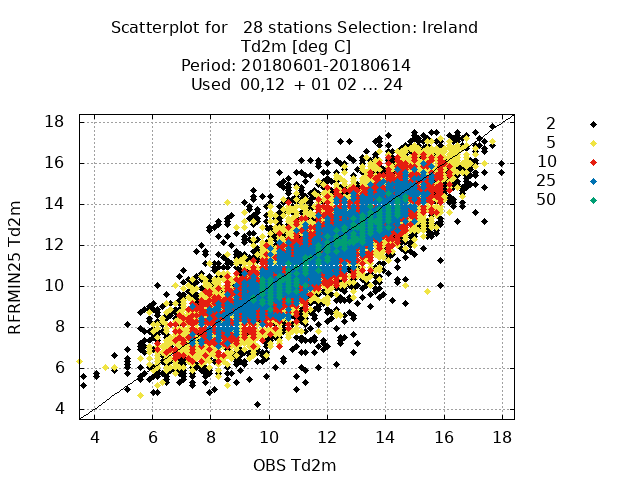 Scatterplot for 28 stations Selection: Ireland
Td2m [deg C]
Period: 20180601-20180614
Used 00,12 + 01 02 ... 24
18
16
14
12
10
8
6
4
RFRMIN25 Td2m
4 6 8 10 12 14 16 18
OBS Td2m
2
5
10
25
50